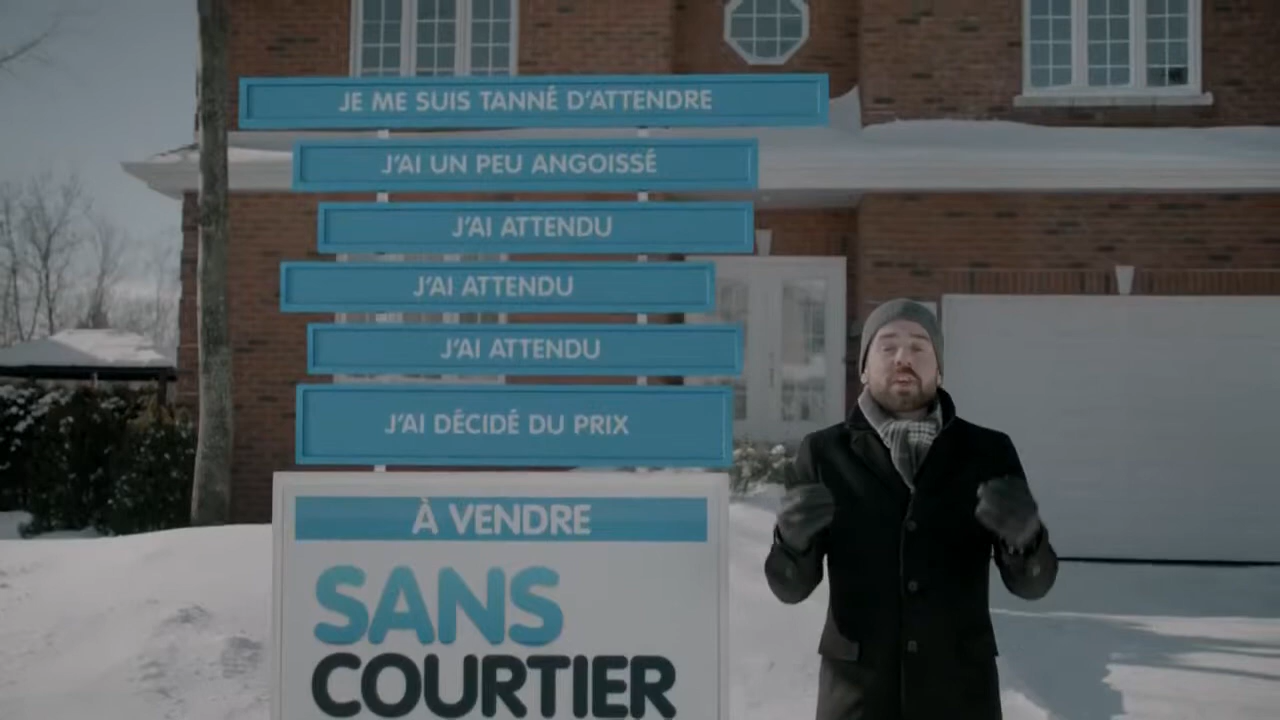 JE ME SUIS TANNÉ D'ATTENDRE
J'AI UN PEU ANGOISSÉ
J'AI ATTENDU
J'AI ATTENDU
J'AI ATTENDU
J'AI DÉCIDÉ DU PRIX
À VENDRE
SANS
COURTIER